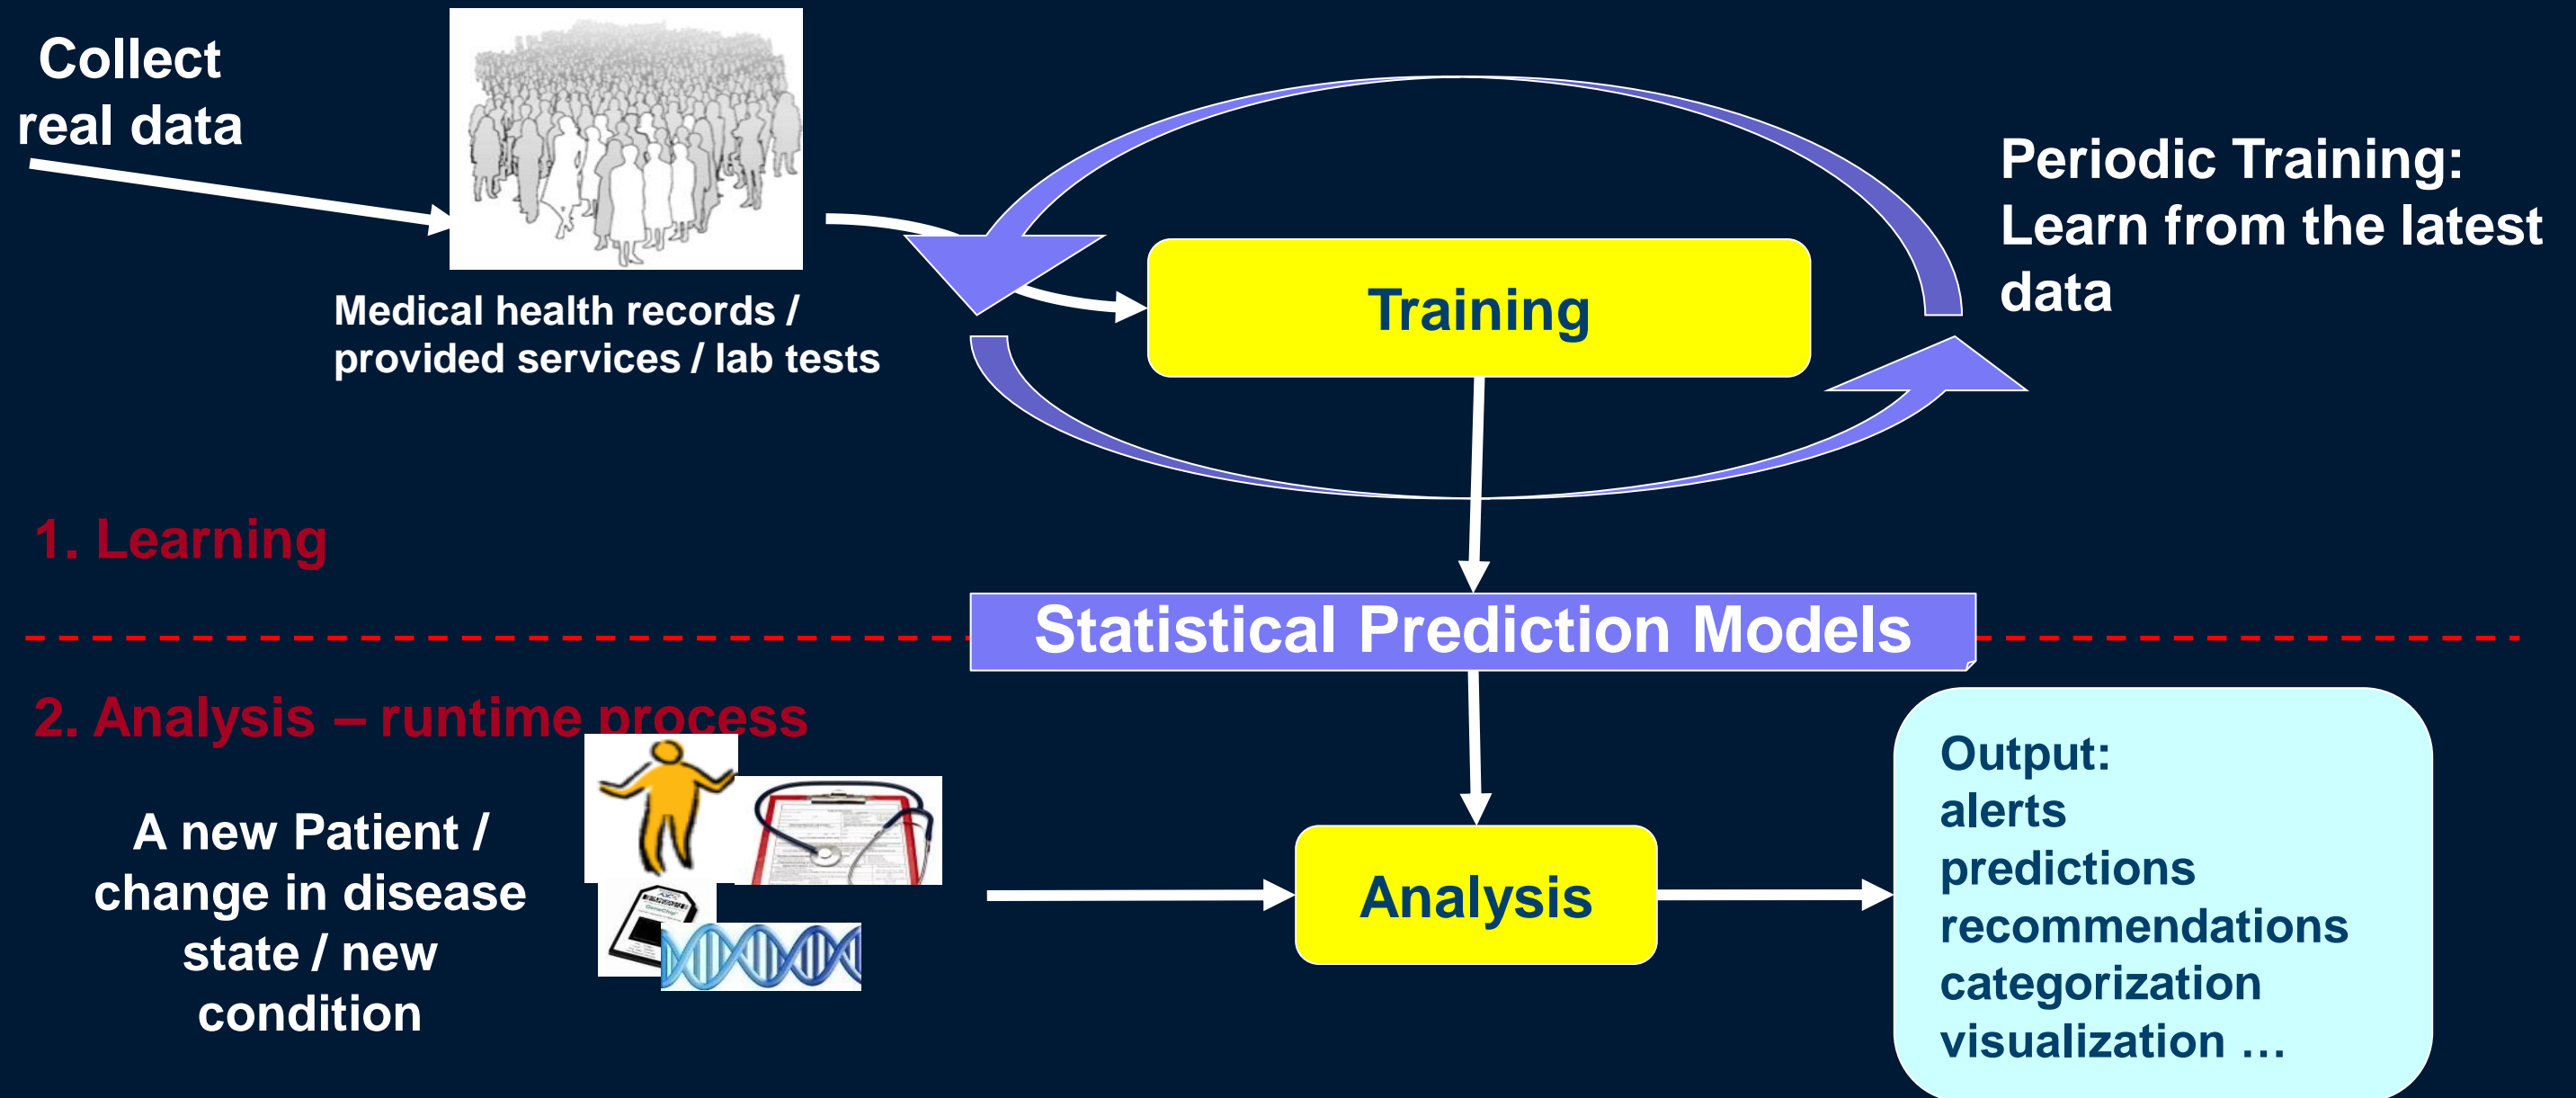 Collect
real data
Medical health records /
provided services / lab tests
Training
Periodic Training:
Learn from the latest
data
1. Learning
Statistical Prediction Models
2. Analysis – runtime process
A new Patient /
change in disease
state / new
condition
Analysis
Output:
alerts
predictions
recommendations
categorization
visualization …